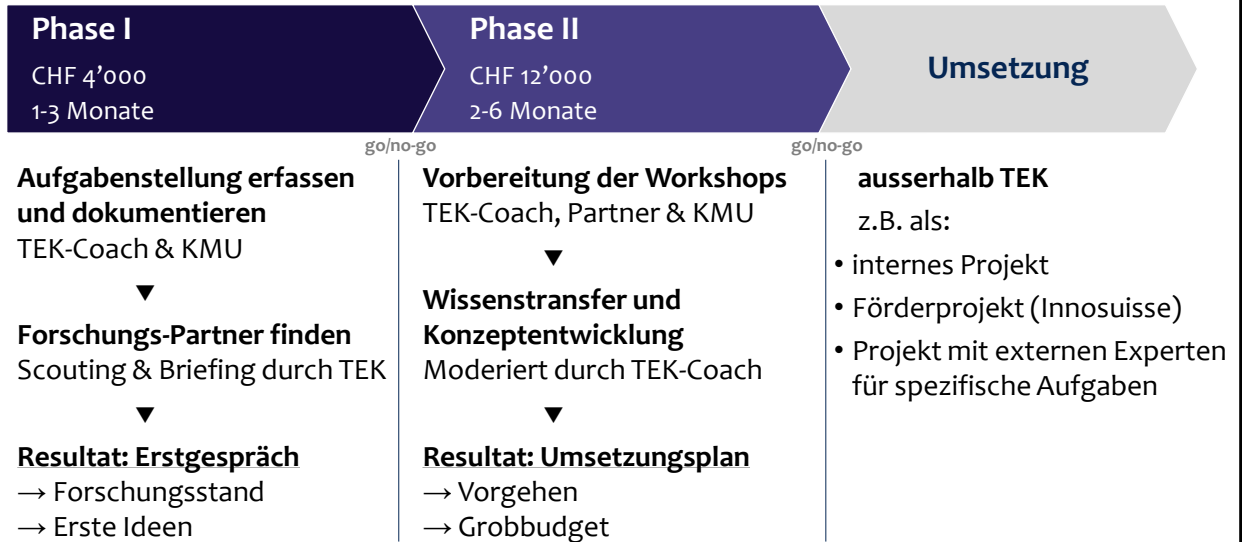 Phase I
CHF 4’000
1-3 Monate
Phase II
CHF 12’000
2-6 Monate
Umsetzung
go/no-go
go/no-go
Aufgabenstellung erfassen
und dokumentieren
TEK-Coach & KMU
▼
Forschungs-Partner finden
Scouting & Briefing durch TEK
▼
Resultat: Erstgespräch
→ Forschungsstand
→ Erste Ideen
Vorbereitung der Workshops
TEK-Coach, Partner & KMU
▼
Wissenstransfer und
Konzeptentwicklung
Moderiert durch TEK-Coach
▼
Resultat: Umsetzungsplan
→ Vorgehen
→ Grobbudget
ausserhalb TEK
z.B. als:
• internes Projekt
• Förderprojekt (Innosuisse)
• Projekt mit externen Experten
für spezifische Aufgaben